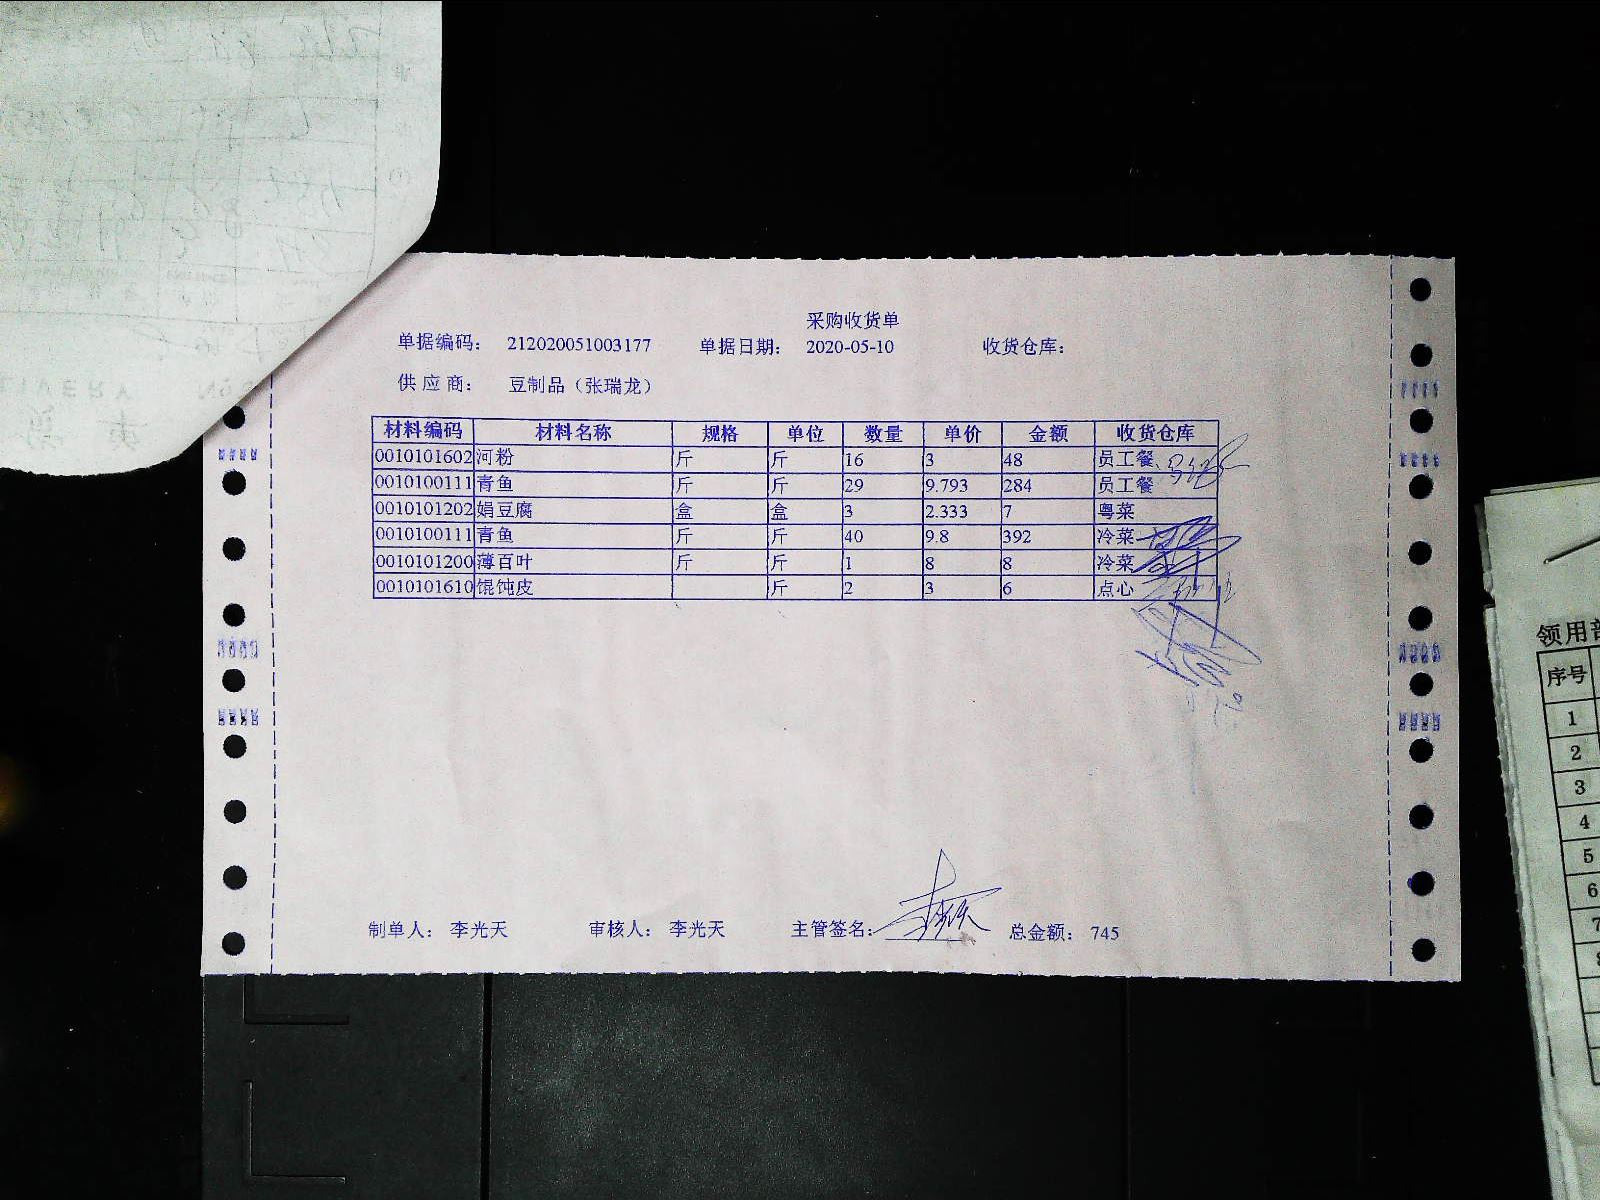 采购收货单
单据编码： 212020051003177 单据日期： 2020-05-10 收货仓库：
供应商： 豆制品（张瑞龙）
材料编码 材料名称 规格 单位 数量 单价 金额 收货仓库
0010101602 河粉 斤 斤 16 3 48 员工餐
0010100111 青鱼 斤 斤 29 9.793 284 员工餐
0010101202 娟豆腐 盒 盒 3 2.333 7 粤菜
0010100111 青鱼 斤 斤 40 9.8 392 冷菜
0010101200 薄百叶 斤 斤 1 8 8 冷菜
0010101610 馄饨皮 斤 2 3 6 点心
制单人： 李光天 审核人： 李光天 主管签名： 总金额： 745
领用部
序号
1
2
3
4
5
6
7
8